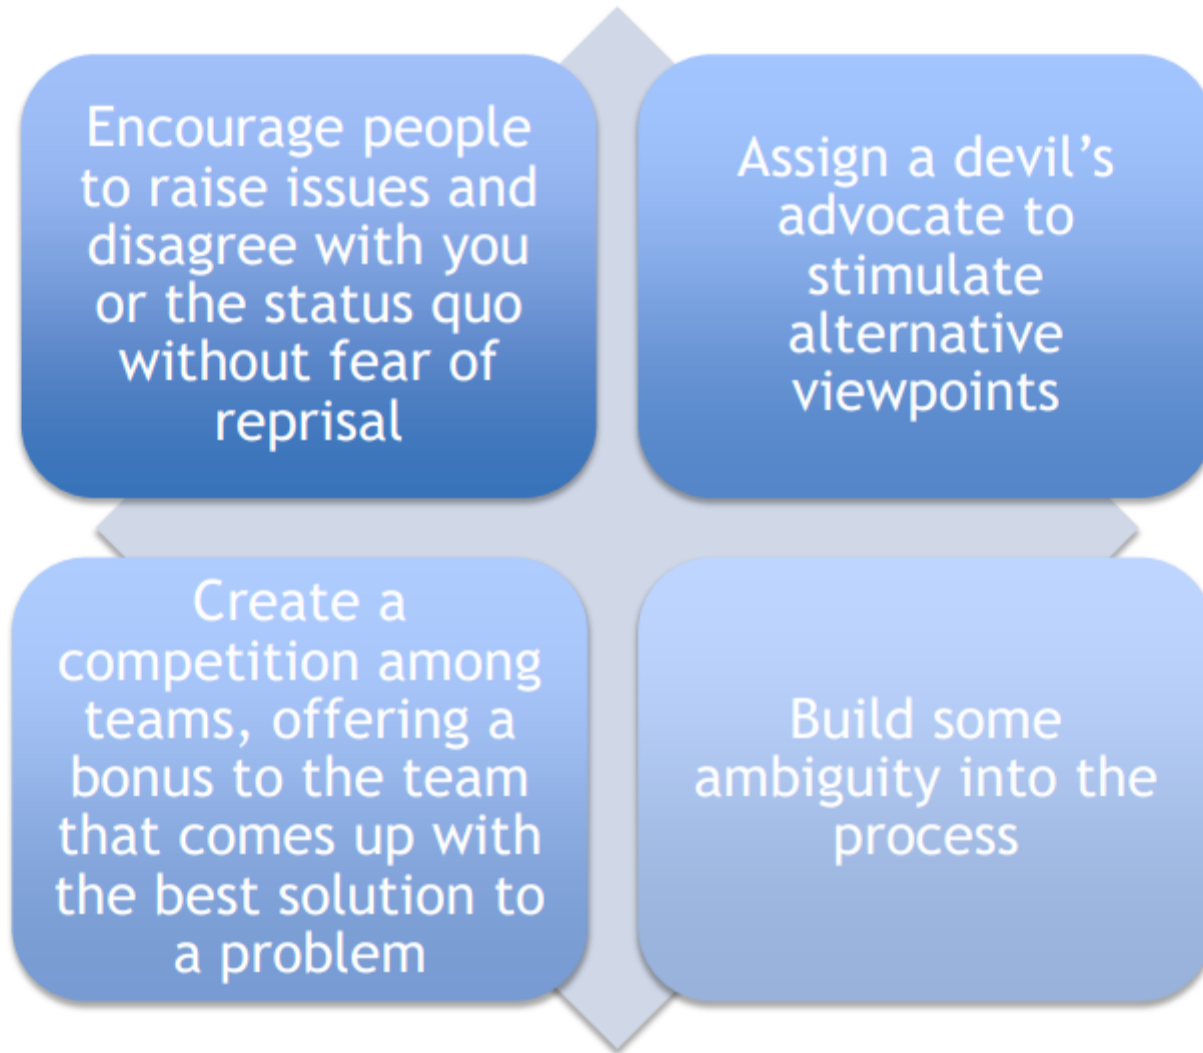 Encourage people
to raise issues and
disagree with you
or the status quo
without fear of
reprisal
Assign a devil’s
advocate to
stimulate
alternative
viewpoints
Create a
competition among
teams, offering a
bonus to the team
that comes up with
the best solution to
a problem
Build some
ambiguity into the
process